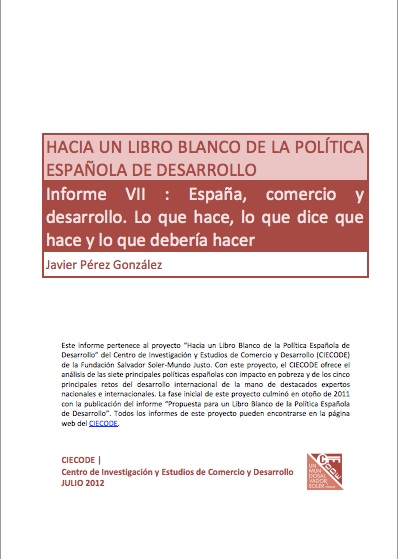 HACIA UN LIBRO BLANCO DE LA POLÍTICA
ESPAÑOLA DE DESARROLLO
Informe VII : España, comercio y
desarrollo. Lo que hace, lo que dice que
hace y lo que debería hacer
Javier Pérez González
Este informe pertenece al proyecto “Hacia un Libro Blanco de la Política Española de
Desarrollo” del Centro de Investigación y Estudios de Comercio y Desarrollo (CIECODE)
de la Fundación Salvador Soler-Mundo Justo. Con este proyecto, el CIECODE ofrece el
análisis de las siete principales políticas españolas con impacto en pobreza y de los cinco
principales retos del desarrollo internacional de la mano de destacados expertos
nacionales e internacionales. La fase inicial de este proyecto culminó en otoño de 2011
con la publicación del informe “Propuesta para un Libro Blanco de la Política Española
de Desarrollo”. Todos los informes de este proyecto pueden encontrarse en la página
web del CIECODE.
CIECODE |
Centro de Investigación y Estudios de Comercio y Desarrollo
JULIO 2012
UN
MUN
DOSAL
VADOR
SOLER